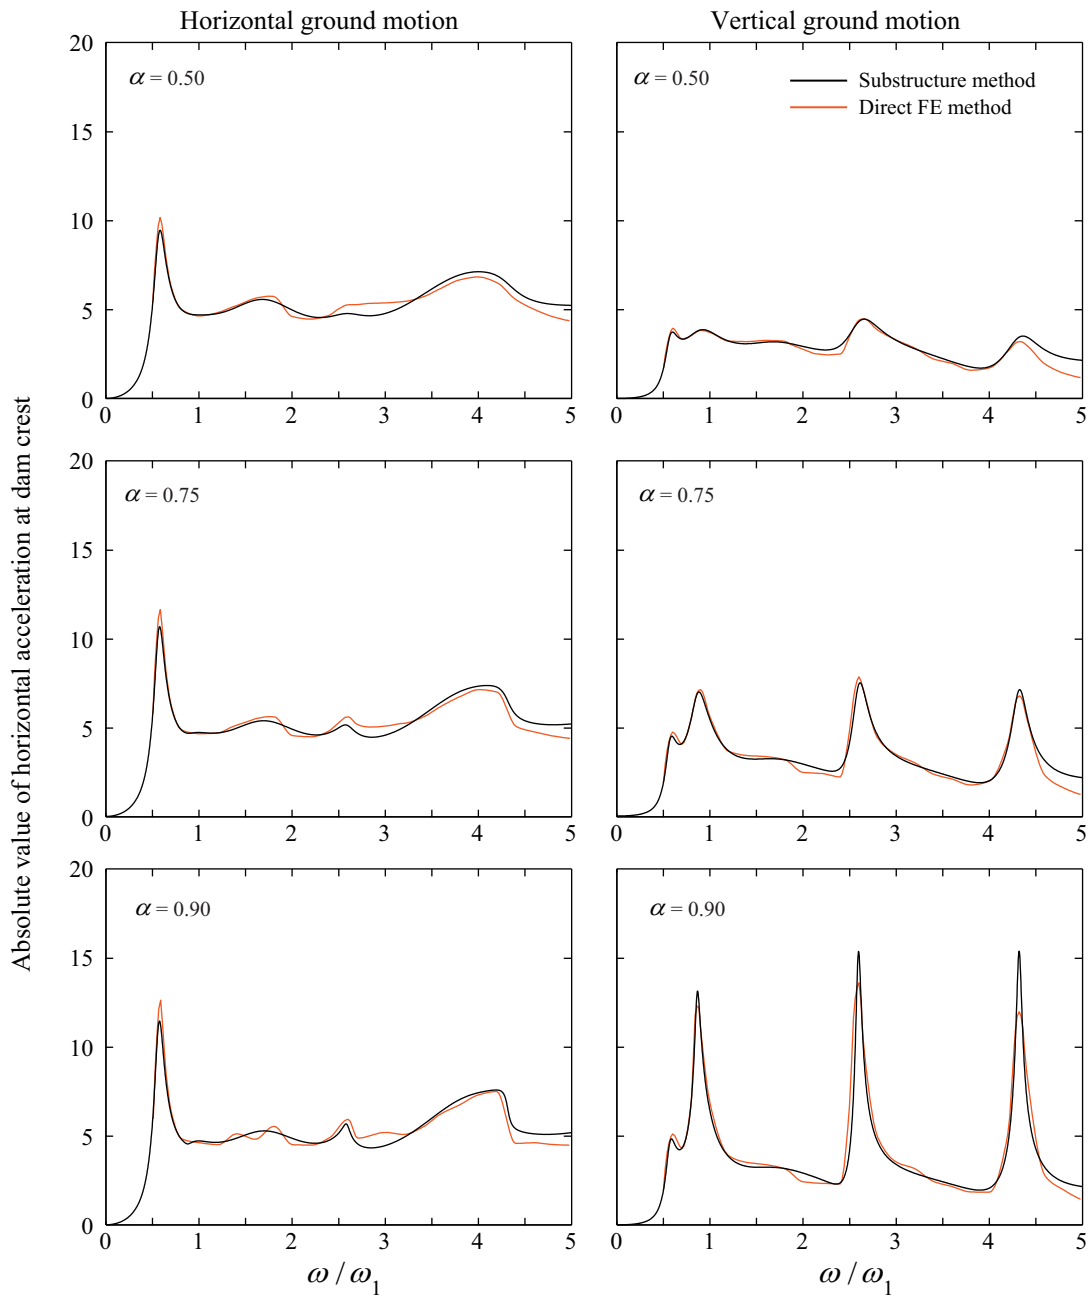 Horizontal ground motion
Vertical ground motion
Absolute value of horizontal acceleration at dam crest
α = 0.50
20
15
10
5
0
0 1 2 3 4 5
α = 0.50
Substructure method
Direct FE method
0 1 2 3 4 5
α = 0.75
20
15
10
5
0
0 1 2 3 4 5
α = 0.75
0 1 2 3 4 5
α = 0.90
20
15
10
5
0
0 1 2 3 4 5
ω / ω1
α = 0.90
0 1 2 3 4 5
ω / ω1